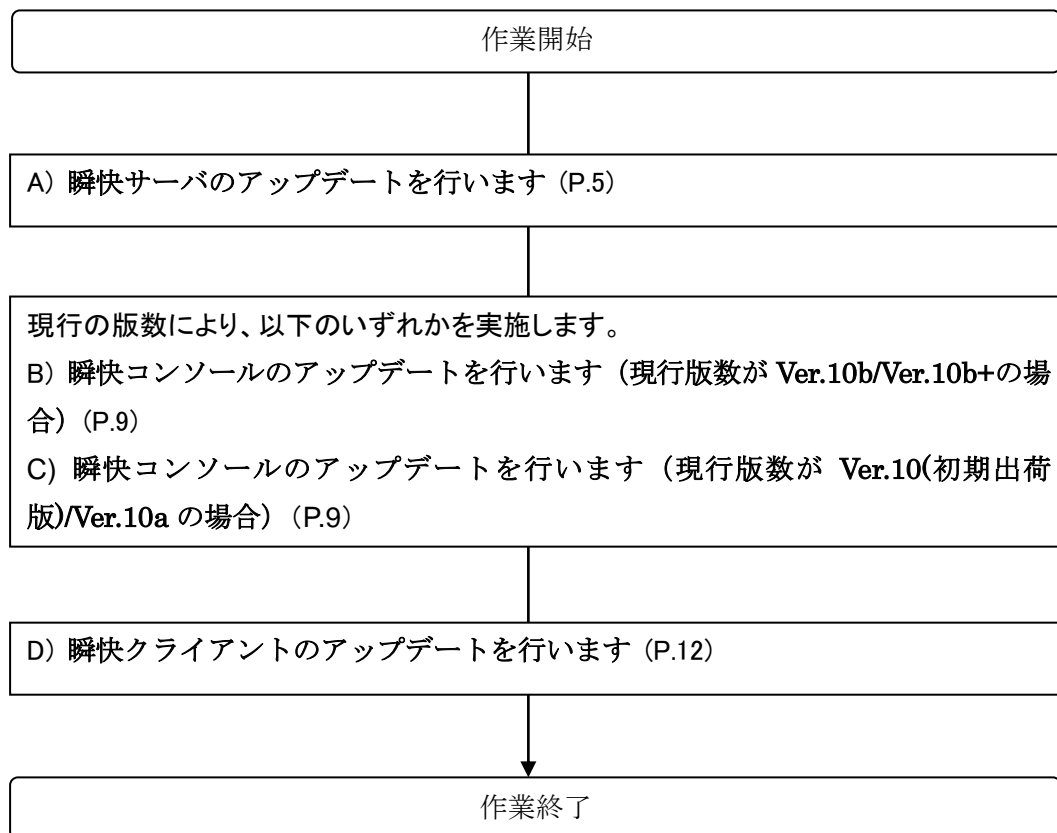 作業開始
A) 瞬快サーバのアップデートを行います (P.5)
現行の版数により、以下のいずれかを実施します。
B) 瞬快コンソールのアップデートを行います（現行版数が Ver.10b/Ver.10b+の場
合）(P.9)
C) 瞬快コンソールのアップデートを行います（現行版数が Ver.10(初期出荷
版)/Ver.10a の場合）(P.9)
D) 瞬快クライアントのアップデートを行います (P.12)
作業終了